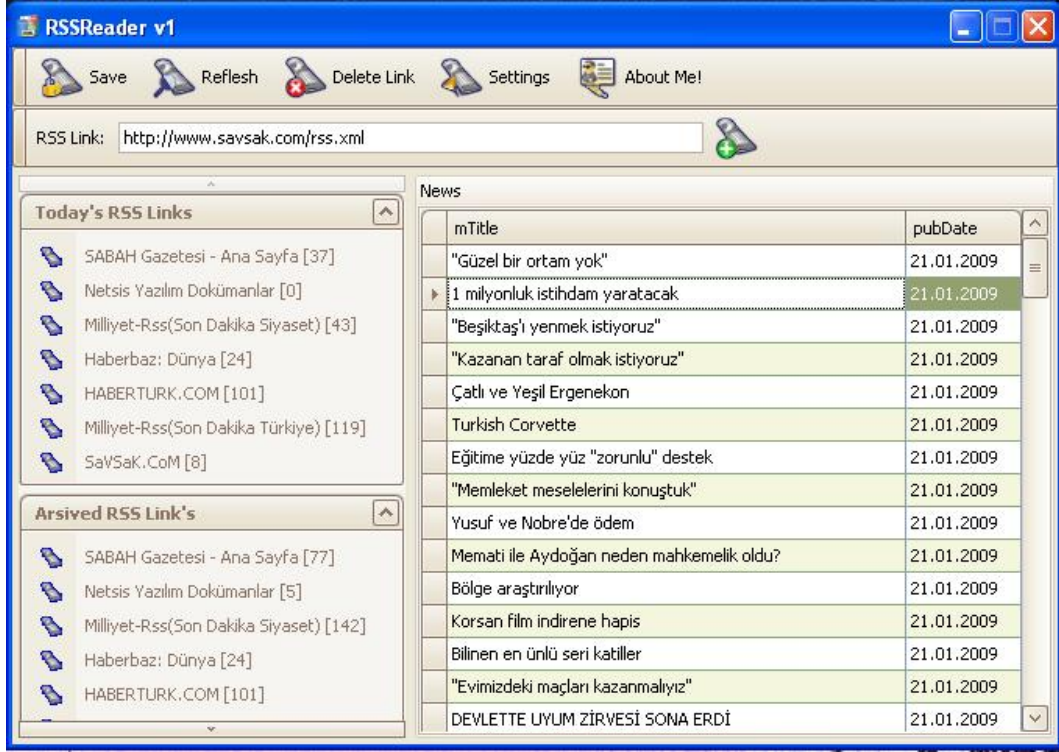 RSSReader v1
Save Reflesh Delete Link Settings About Me!
RSS Link: http://www.savsak.com/rss.xml
Today's RSS Links
SABAH Gazetesi - Ana Sayfa [37]
Netsis Yazılım Dokümanlar [0]
Milliyet-Rss(Son Dakika Siyaset) [43]
Haberbaz: Dünya [24]
HABERTURK.COM [101]
Milliyet-Rss(Son Dakika Türkiye) [119]
SaVSaK.CoM [8]
Arsived RSS Link's
SABAH Gazetesi - Ana Sayfa [77]
Netsis Yazılım Dokümanlar [5]
Milliyet-Rss(Son Dakika Siyaset) [142]
Haberbaz: Dünya [24]
HABERTURK.COM [101]
News
mTitle pubDate
"Güzel bir ortam yok" 21.01.2009
1 milyonluk istihdam yaratacak 21.01.2009
"Beşiktaş'ı yenmek istiyoruz" 21.01.2009
"Kazanan taraf olmak istiyoruz" 21.01.2009
Çatlı ve Yeşil Ergenekon 21.01.2009
Turkish Corvette 21.01.2009
Eğitime yüzde yüz "zorunlu" destek 21.01.2009
"Memleket meselelerini konuştuk" 21.01.2009
Yusuf ve Nobre'de ödem 21.01.2009
Memati ile Aydoğan neden mahkemelik oldu? 21.01.2009
Bölge araştırılıyor 21.01.2009
Korsan film indirene hapis 21.01.2009
Bilinen en ünlü seri katiller 21.01.2009
"Evimizdeki maçları kazanmalıyız" 21.01.2009
DEVLETTE UYUM ZİRVESİ SONA ERDİ 21.01.2009